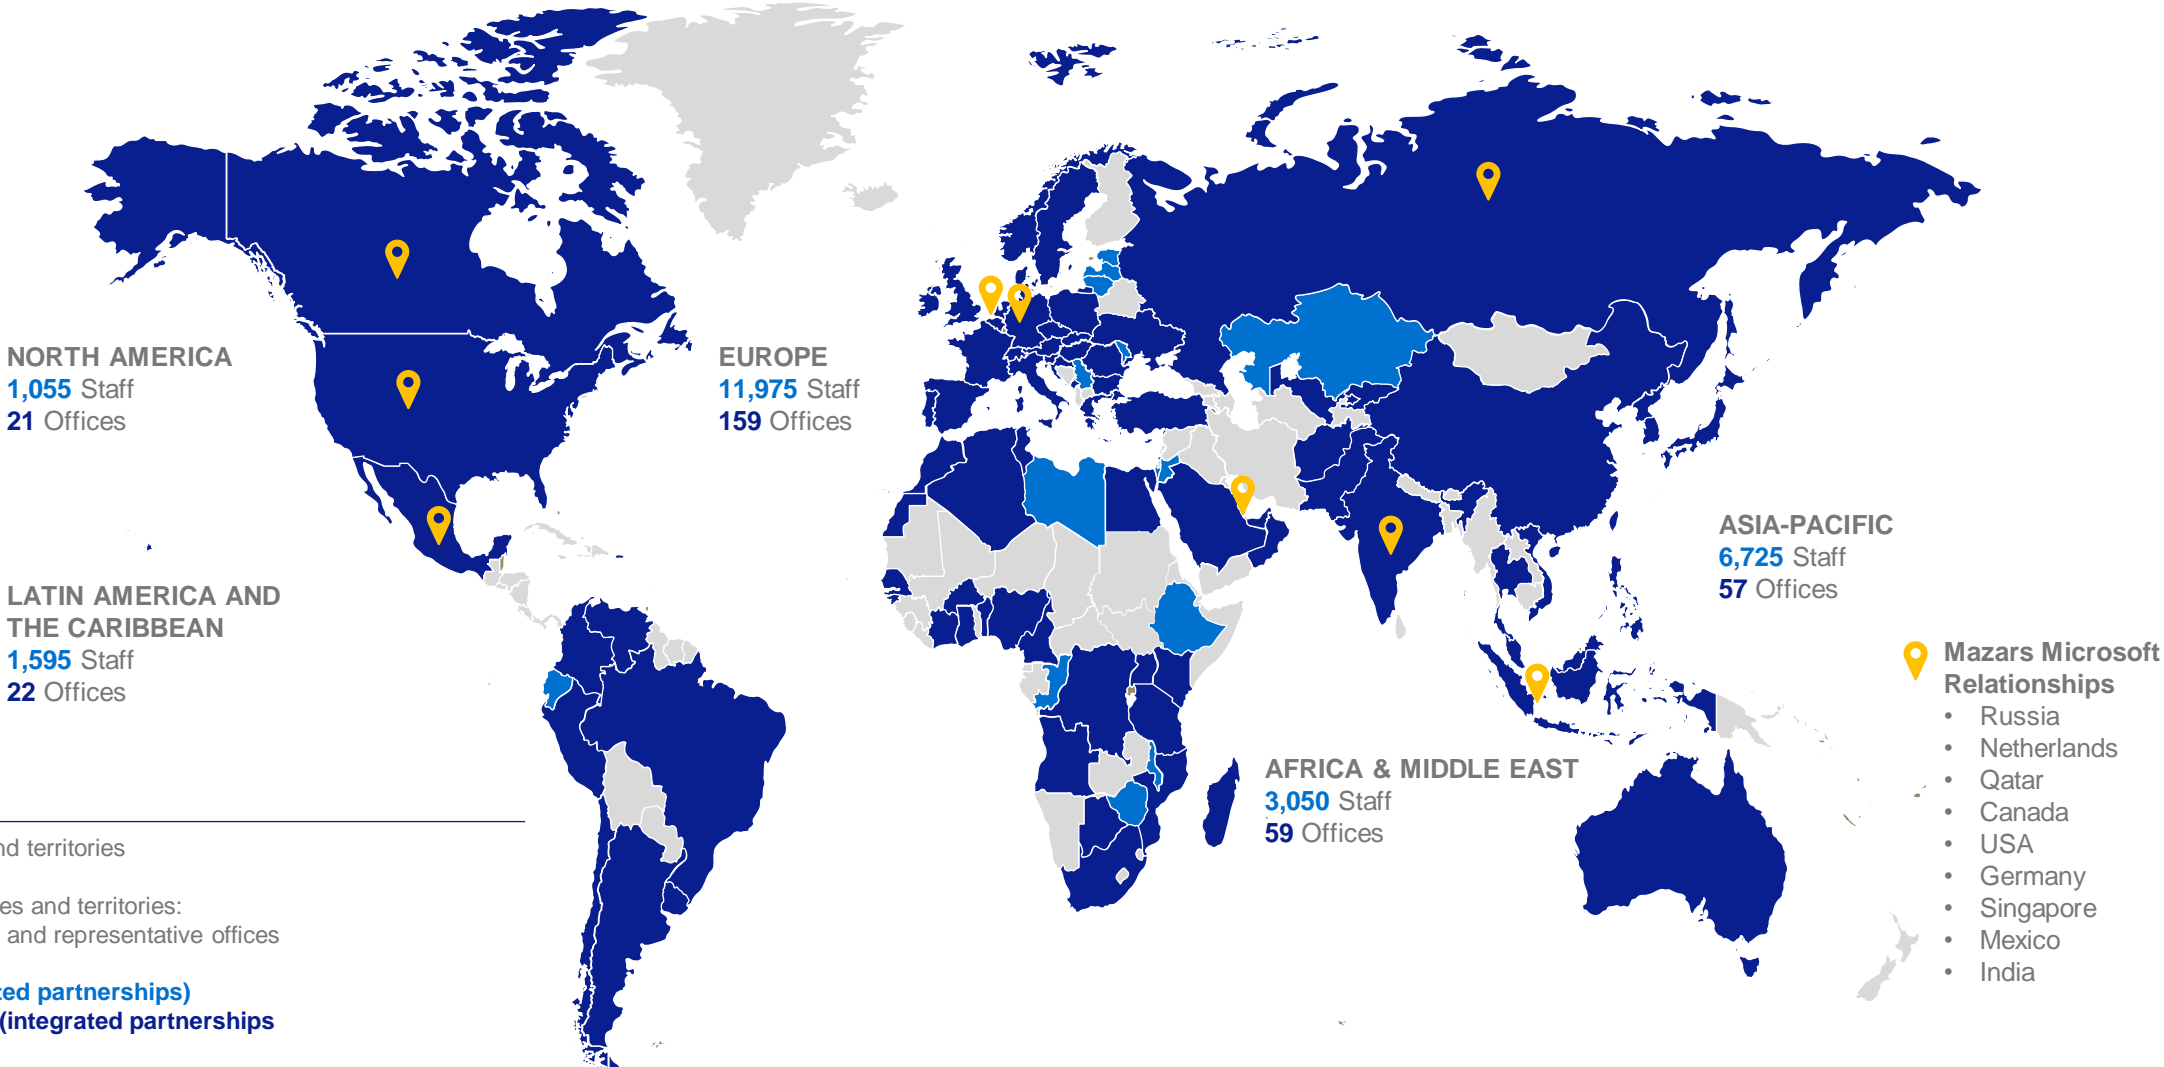 NORTH AMERICA
1,055 Staff
21 Offices
EUROPE
11,975 Staff
159 Offices
ASIA-PACIFIC
6,725 Staff
57 Offices
LATIN AMERICA AND
THE CARIBBEAN
1,595 Staff
22 Offices
AFRICA & MIDDLE EAST
3,050 Staff
59 Offices
Mazars Microsoft
Relationships
• Russia
• Netherlands
• Qatar
• Canada
• USA
• Germany
• Singapore
• Mexico
• India
territories
and territories:
and representative offices
partnerships)
(integrated partnerships